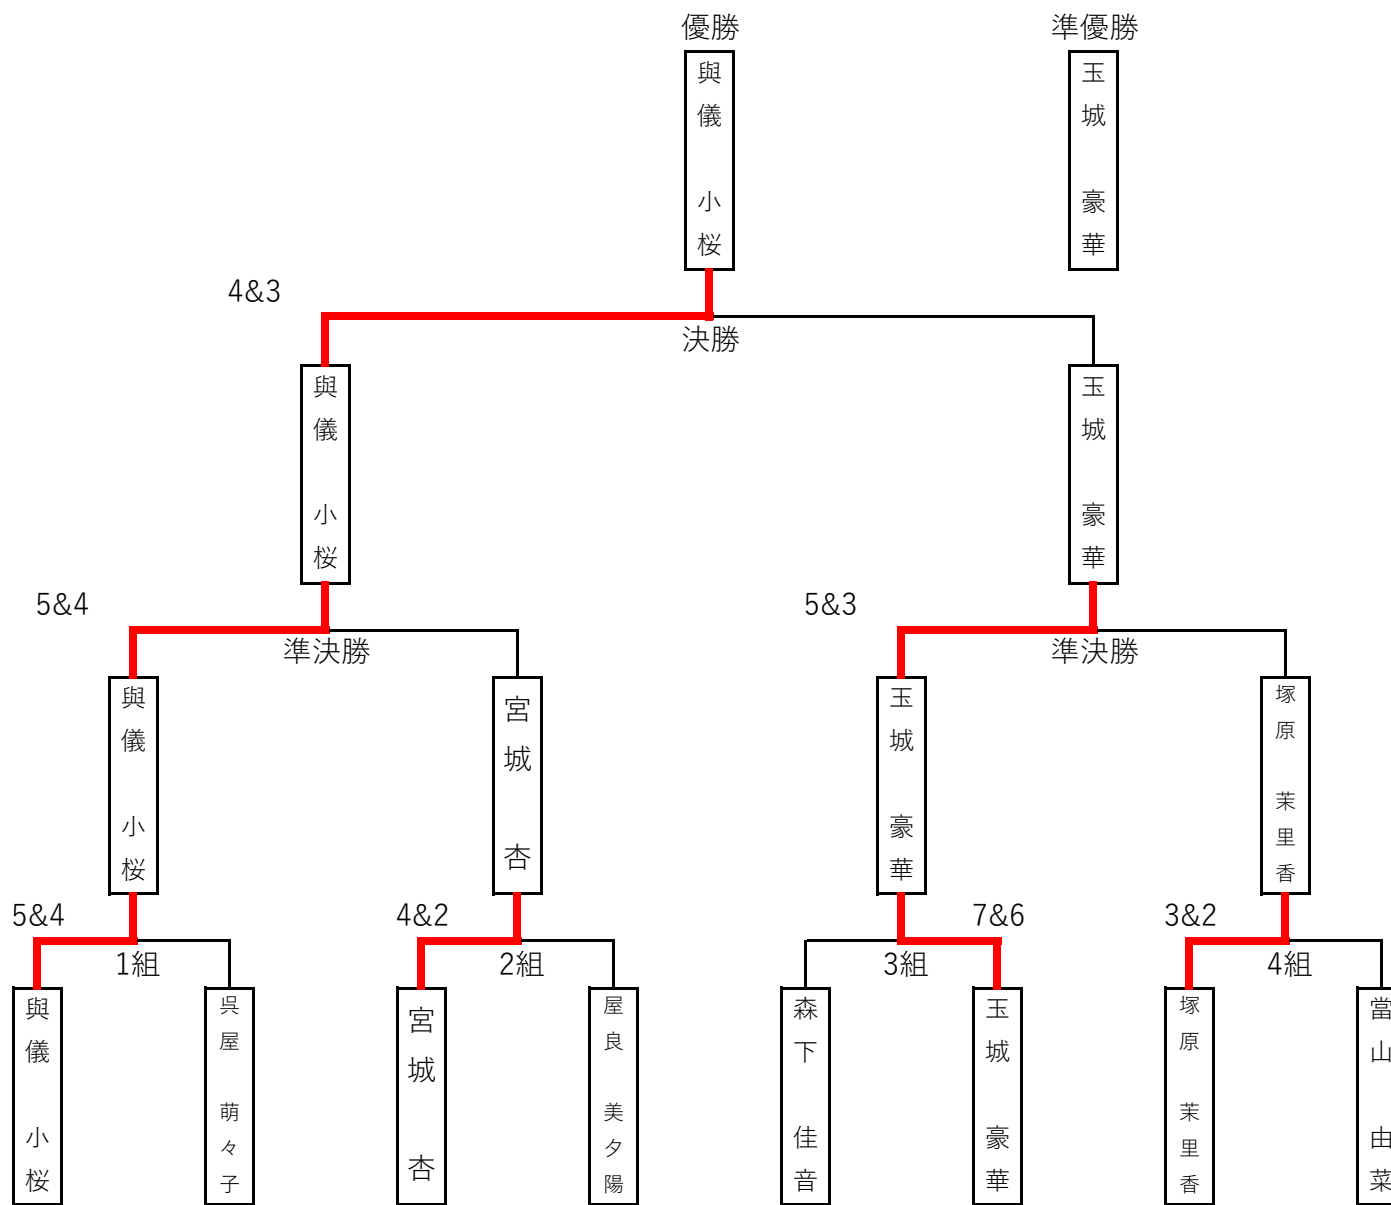 優勝
準優勝
與儀 小桜
玉城 豪華
4&3
決勝
與儀 小桜
玉城 豪華
5&4
5&3
準決勝
準決勝
與儀 小桜
宮城 杏
玉城 豪華
塚原 茉里香
5&4
4&2
7&6
3&2
1組
2組
3組
4組
與儀 小桜
呉屋 萌々子
宮城 杏
屋良 美夕陽
森下 佳音
玉城 豪華
塚原 茉里香
當山 由菜